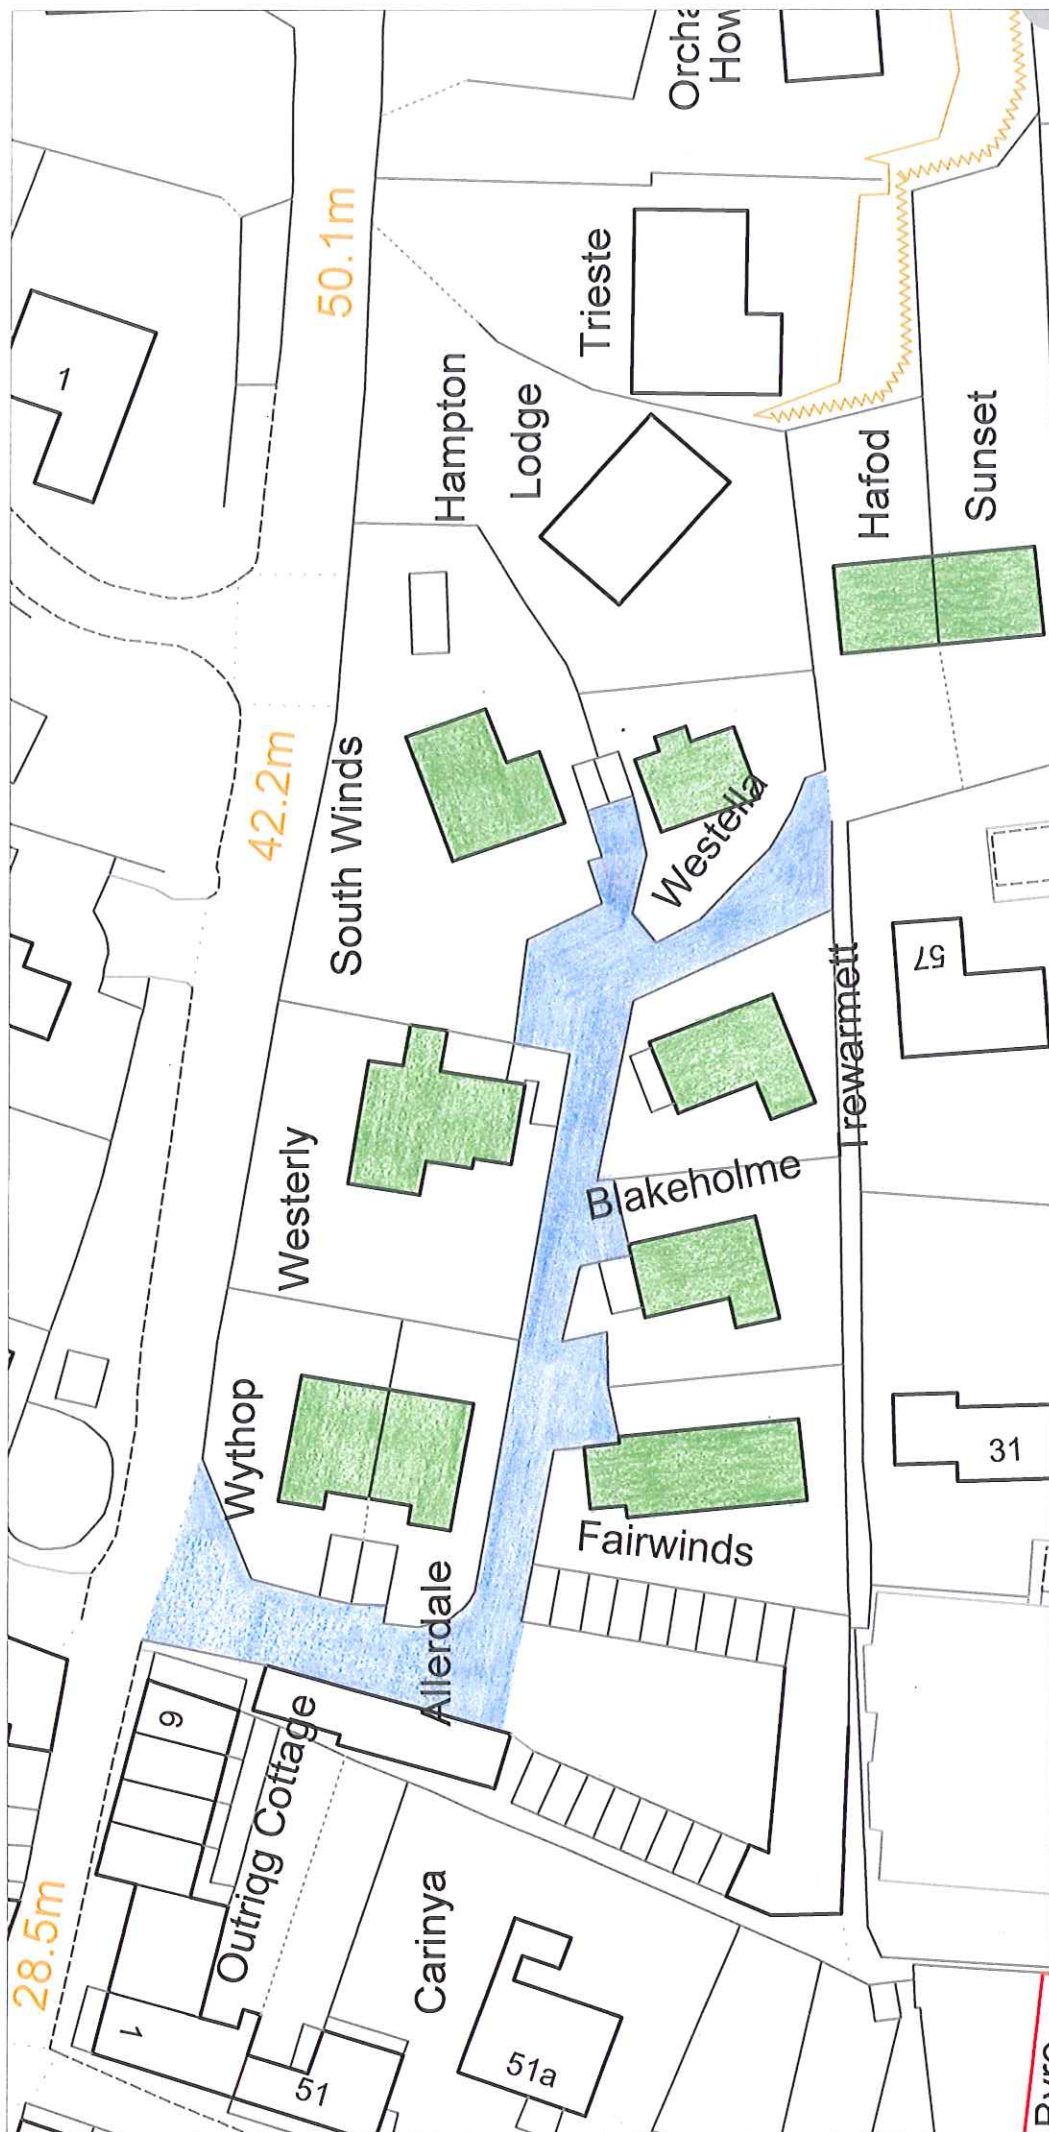 Orcha
How
50.1m
Trieste
1
Hampton
Lodge
Hafod
Sunset
42.2m
South Winds
Westella
57
Trewarmett
Westerly
Blakeholme
Wythop
31
Fairwinds
Allerdale
9
Outrigg Cottage
28.5m
Carinya
1
51
51a